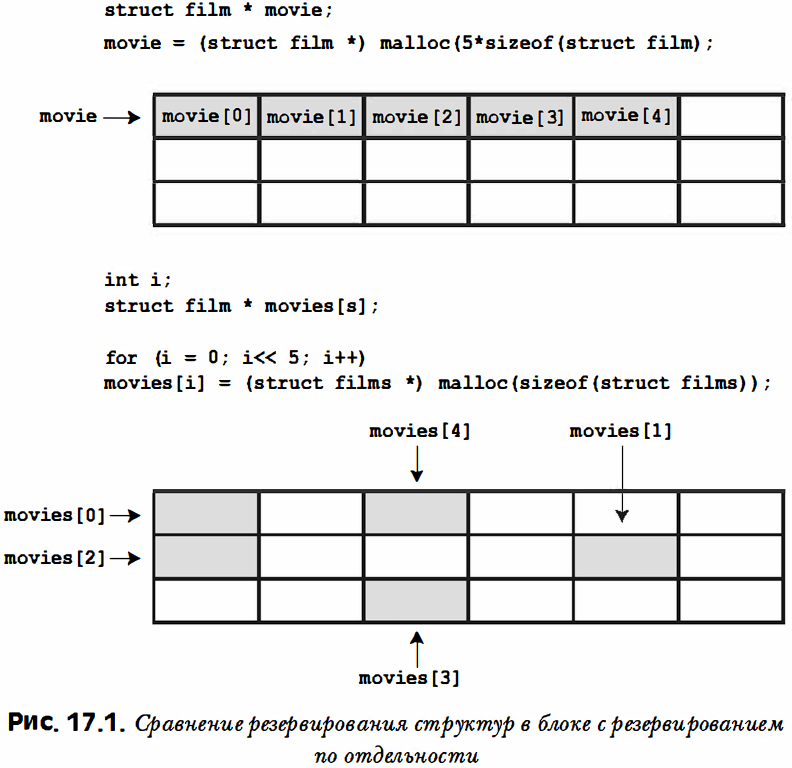 struct film * movie;
movie = (struct film *) malloc(5*sizeof(struct film);
movie
movie[0] movie[1] movie[2] movie[3] movie[4]
int i;
struct film * movies[s];
for (i = 0; i<< 5; i++)
movies[i] = (struct films *) malloc(sizeof(struct films));
movies[4] movies[1]
movies[0]
movies[2]
movies[3]
Рис. 17.1. Сравнение резервирования структур в блоке с резервированием
по отдельности